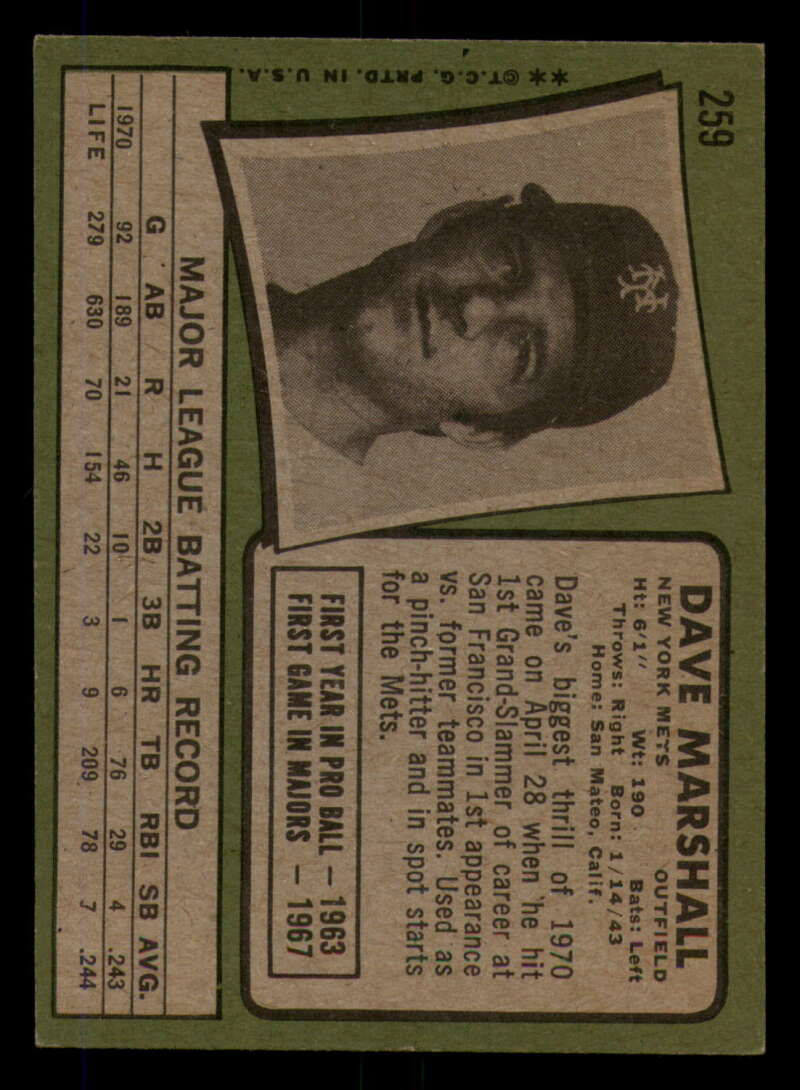 259
**©T.C.G. PRTD. IN U.S.A.
NY
DAVE MARSHALL
NEW YORK METS OUTFIELD
Ht: 6'1" Wt: 190 Bats: Left
Throws: Right Born: 1/14/43
Home: San Mateo, Calif.
Dave's biggest thrill of 1970
came on April 28 when he hit
1st Grand-Slammer of career at
San Francisco in 1st appearance
vs. former teammates. Used as
a pinch-hitter and in spot starts
for the Mets.
FIRST YEAR IN PRO BALL — 1963
FIRST GAME IN MAJORS — 1967
MAJOR LEAGUE BATTING RECORD
G AB R H 2B 3B HR TB RBI SB AVG.
1970 92 189 21 46 10 1 6 76 29 4 .243
LIFE 279 630 70 154 22 3 9 209 78 7 .244